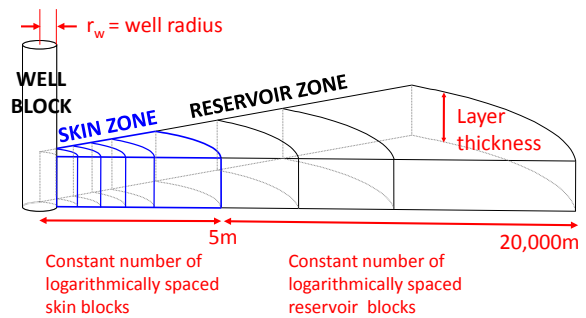 r_w = well radius
WELL
BLOCK
SKIN ZONE
RESERVOIR ZONE
Layer
thickness
5m
20,000m
Constant number of
logarithmically spaced
skin blocks
Constant number of
logarithmically spaced
reservoir blocks